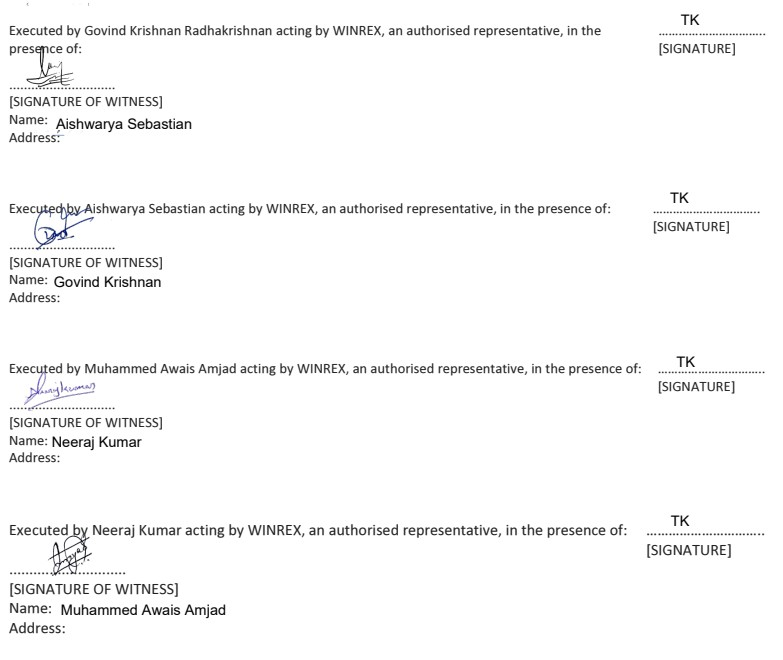 Executed by Govind Krishnan Radhakrishnan acting by WINREX, an authorised representative, in the
presence of:
TK
................................
[SIGNATURE]
................................
[SIGNATURE OF WITNESS]
Name: Aishwarya Sebastian
Address:
Executed by Aishwarya Sebastian acting by WINREX, an authorised representative, in the presence of:
TK
................................
[SIGNATURE]
................................
[SIGNATURE OF WITNESS]
Name: Govind Krishnan
Address:
Executed by Muhammed Awais Amjad acting by WINREX, an authorised representative, in the presence of:
TK
................................
[SIGNATURE]
................................
[SIGNATURE OF WITNESS]
Name: Neeraj Kumar
Address:
Executed by Neeraj Kumar acting by WINREX, an authorised representative, in the presence of:
TK
................................
[SIGNATURE]
................................
[SIGNATURE OF WITNESS]
Name: Muhammed Awais Amjad
Address: